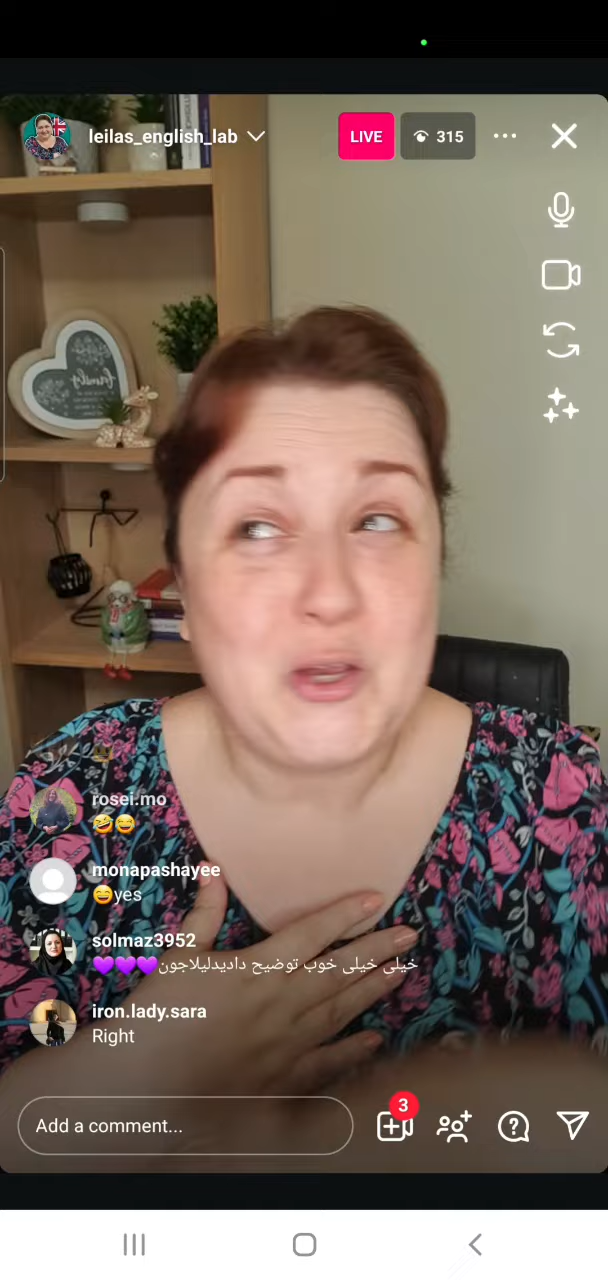 leilas_english_lab
LIVE
315
family
rosei.mo
🤣😅
monapashayee
😅yes
solmaz3952
خیلی خیلی خوب توضیح دادیدلیلاجون💜💜💜
iron.lady.sara
Right
3
Add a comment...